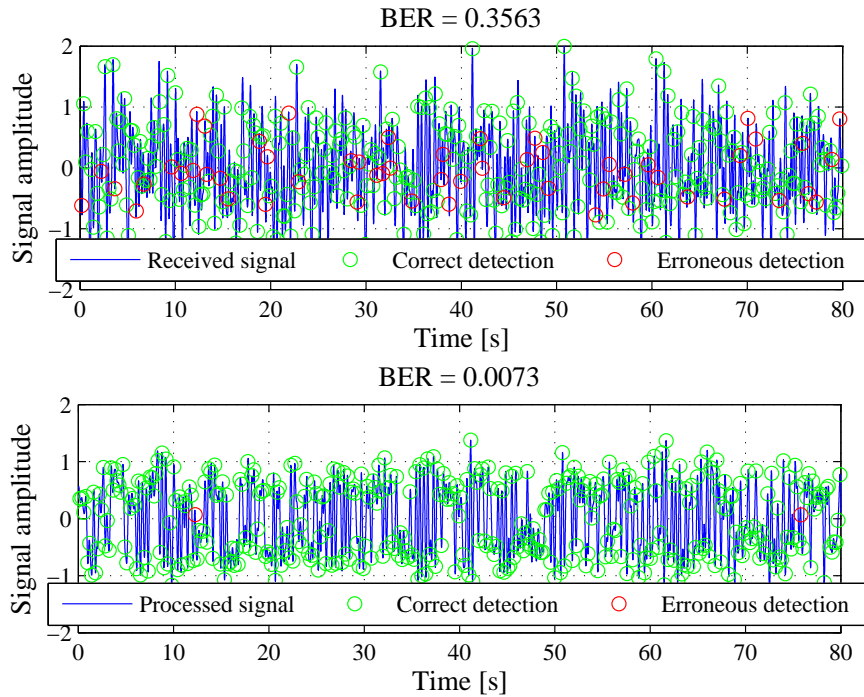 BER = 0.3563
Signal amplitude
2
1
0
−1
−2
Received signal
Correct detection
Erroneous detection
0 10 20 30 40 50 60 70 80
Time [s]
BER = 0.0073
Signal amplitude
2
1
0
−1
−2
Processed signal
Correct detection
Erroneous detection
0 10 20 30 40 50 60 70 80
Time [s]